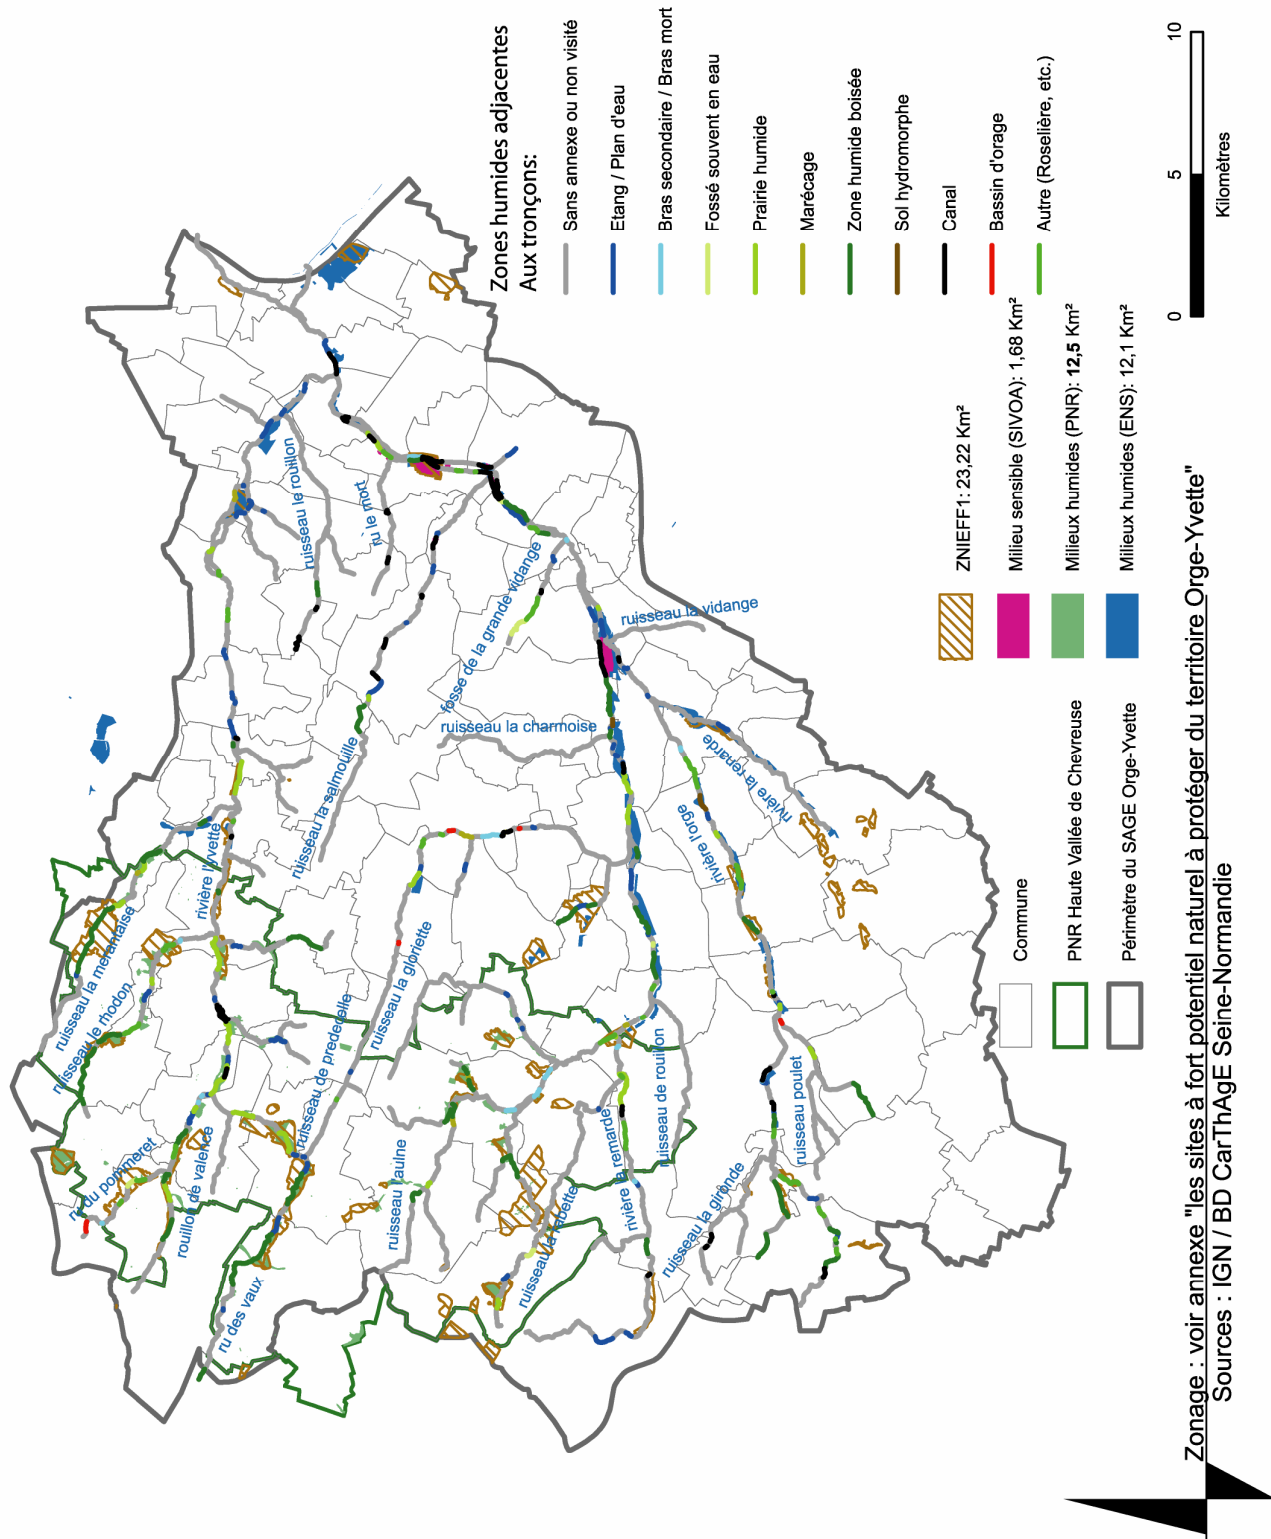 Zones humides adjacentes
Aux tronçons:
Sans annexe ou non visité
Etang / Plan d'eau
Bras secondaire / Bras mort
Fossé souvent en eau
Prairie humide
Marécage
Zone humide boisée
Sol hydromorphe
Canal
Bassin d'orage
Autre (Roselière, etc.)
ZNIEFF1: 23,22 Km²
Milieu sensible (SIVOA): 1,68 Km²
Milieux humides (PNR): 12,5 Km²
Milieux humides (ENS): 12,1 Km²
Commune
PNR Haute Vallée de Chevreuse
Périmètre du SAGE Orge-Yvette
0
5
10
Kilomètres
ruisseau le rouillon
ru le mort
fosse de la grande vidange
ruisseau la vidange
ruisseau la charmoise
ruisseau la salmouille
rivière la renarde
rivière l'orge
rivière l'yvette
ruisseau la merantaise
ruisseau le rhodon
ruisseau la gloriette
ruisseau de predecelle
ru du pommeret
rouillon de valence
ru des vaux
ruisseau l'aulne
ruisseau la rabette
rivière la remarde
ruisseau de rouillon
ruisseau poulet
ruisseau la gironde
Zonage : voir annexe "les sites à fort potentiel naturel à protéger du territoire Orge-Yvette"
Sources : IGN / BD CarThAgE Seine-Normandie